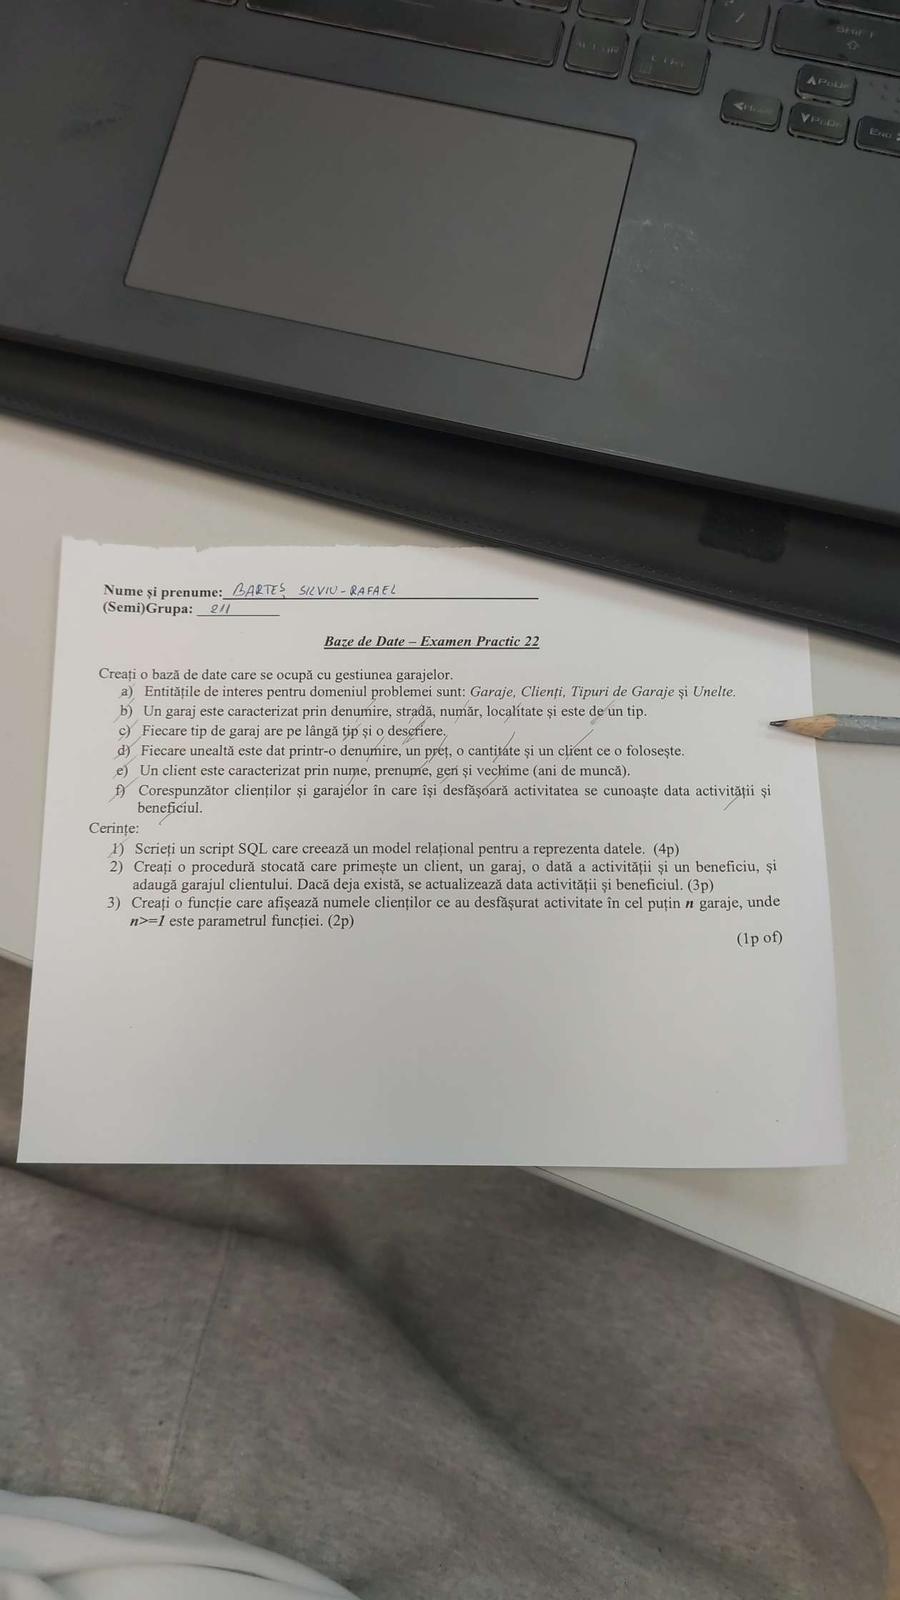 ?
/
SHIFT
ALT GR
CTRL
PgUp
Home
PgDn
End
Nume și prenume: BARTEȘ SILVIU-RAFAEL
(Semi)Grupa: 211
Baze de Date – Examen Practic 22
Creați o bază de date care se ocupă cu gestiunea garajelor.
a) Entitățile de interes pentru domeniul problemei sunt: Garaje, Clienți, Tipuri de Garaje și Unelte.
b) Un garaj este caracterizat prin denumire, stradă, număr, localitate și este de un tip.
c) Fiecare tip de garaj are pe lângă tip și o descriere.
d) Fiecare unealtă este dat printr-o denumire, un preț, o cantitate și un client ce o folosește.
e) Un client este caracterizat prin nume, prenume, gen și vechime (ani de muncă).
f) Corespunzător clienților și garajelor în care își desfășoară activitatea se cunoaște data activității și
beneficiul.
Cerințe:
1) Scrieți un script SQL care creează un model relațional pentru a reprezenta datele. (4p)
2) Creați o procedură stocată care primește un client, un garaj, o dată a activității și un beneficiu, și
adaugă garajul clientului. Dacă deja există, se actualizează data activității și beneficiul. (3p)
3) Creați o funcție care afișează numele clienților ce au desfășurat activitate în cel puțin n garaje, unde
n>=1 este parametrul funcției. (2p)
(1p of)